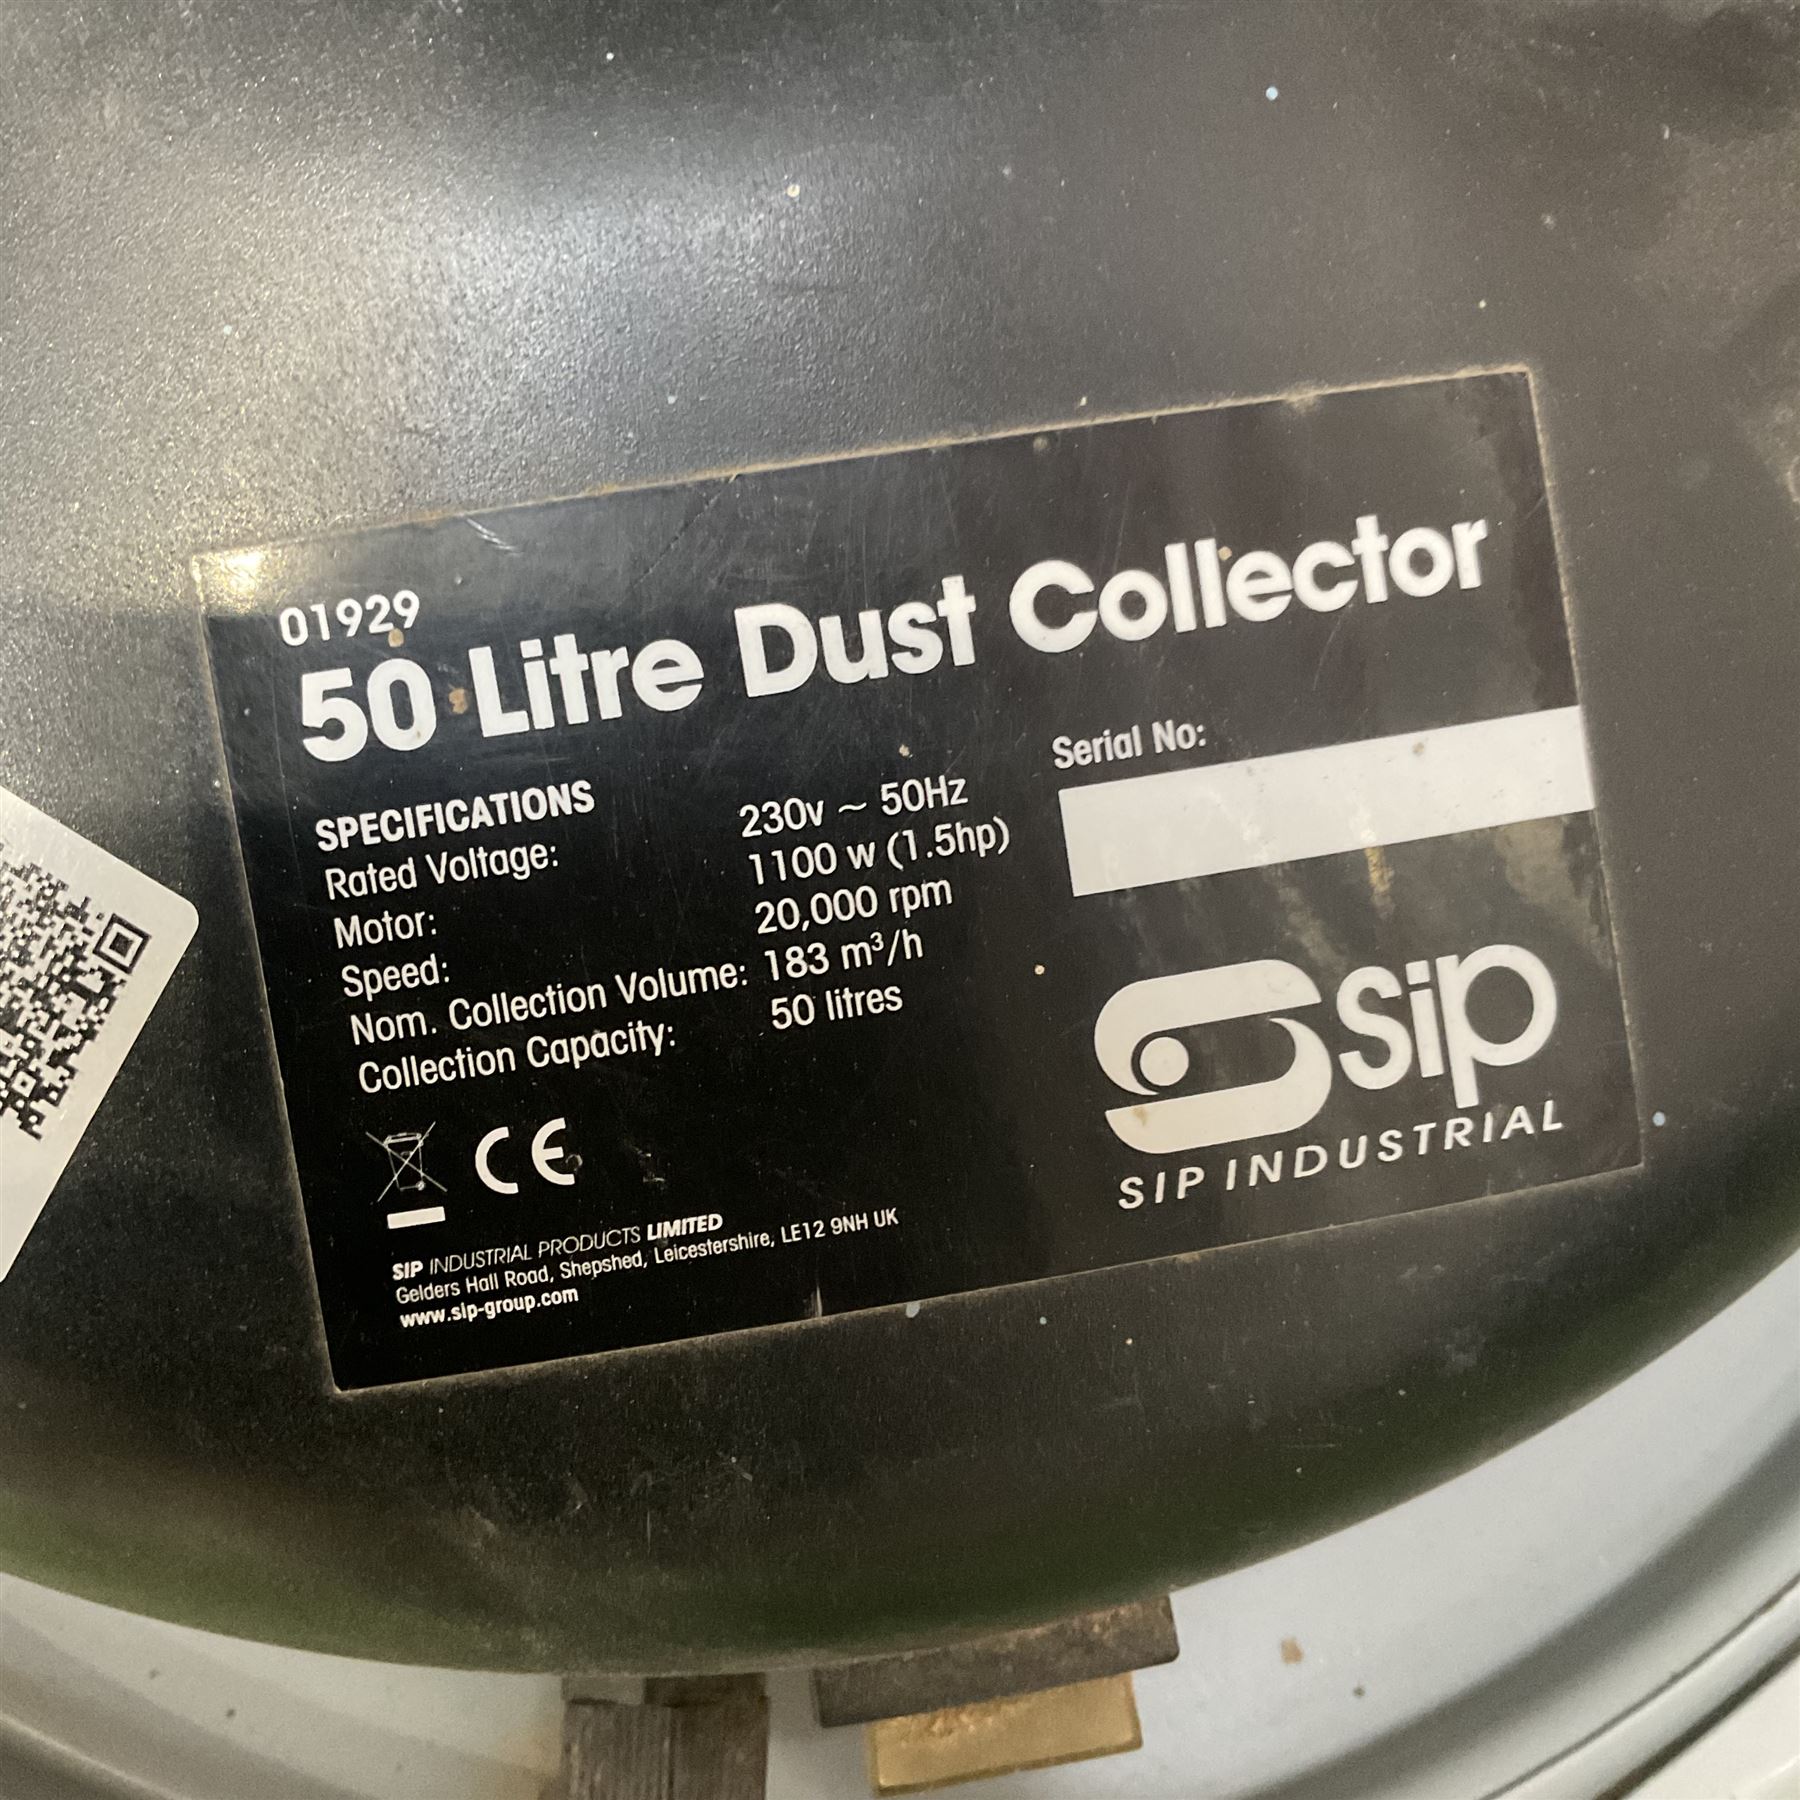 01929
50 Litre Dust Collector
SPECIFICATIONS
Rated Voltage: 230v ~ 50Hz
Motor: 1100 w (1.5hp)
Speed: 20,000 rpm
Nom. Collection Volume: 183 m³/h
Collection Capacity: 50 litres
Serial No:
CE
SIP INDUSTRIAL PRODUCTS LIMITED
Gelders Hall Road, Shepshed, Leicestershire, LE12 9NH UK
www.sip-group.com
Sip
SIP INDUSTRIAL